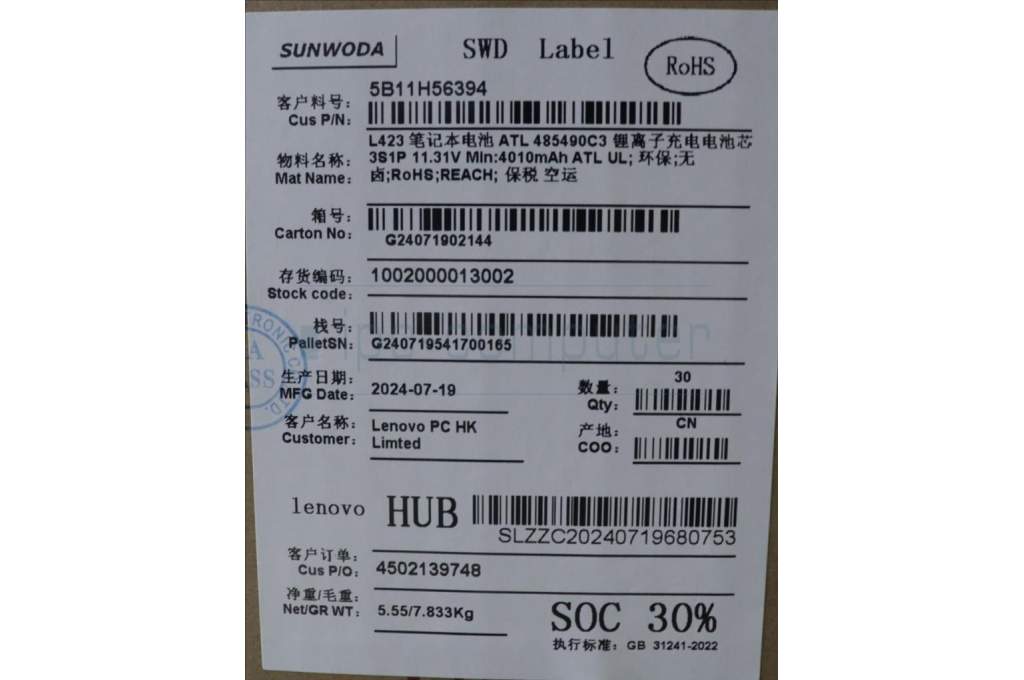 SUNWODA
SWD Label
RoHS
客户料号:
Cus P/N:
5B11H56394
物料名称:
Mat Name:
L423 笔记本电池 ATL 485490C3 锂离子充电电池芯
3S1P 11.31V Min:4010mAh ATL UL; 环保;无
卤;RoHS;REACH; 保税 空运
箱号:
Carton No:
G24071902144
存货编码:
Stock code:
1002000013002
栈号:
PalletSN:
G240719541700165
ipc-computer
生产日期:
MFG Date:
2024-07-19
数量:
Qty:
30
客户名称:
Customer:
Lenovo PC HK
Limted
产地:
COO:
CN
lenovo HUB
SLZZC20240719680753
客户订单:
Cus P/O:
4502139748
净重/毛重:
Net/GR WT:
5.55/7.833Kg
SOC 30%
执行标准: GB 31241-2022